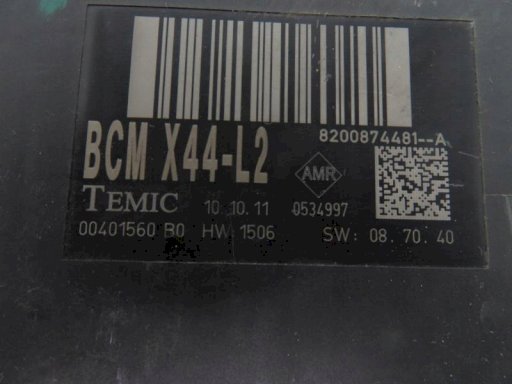 8200874481--A
BCM X44-L2
AMR
TEMIC 10.10.11 0534997
00401560 B0 HW 1506 SW: 08.70.40